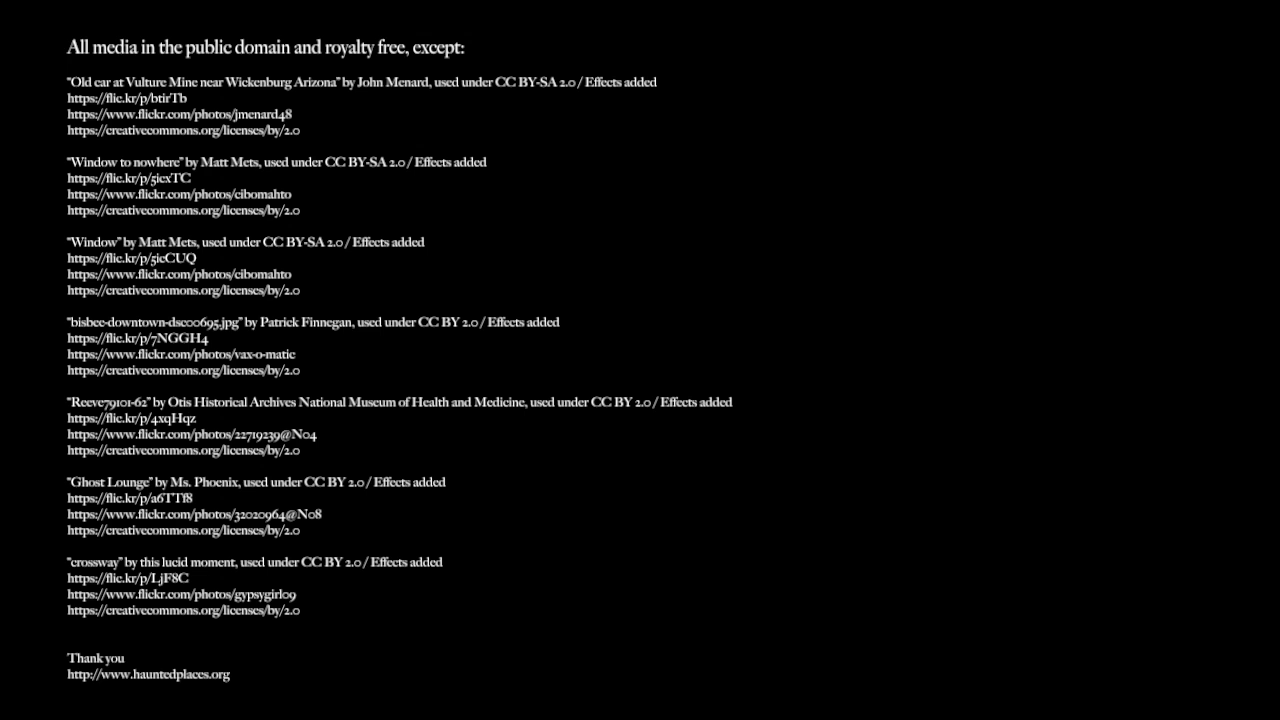 All media in the public domain and royalty free, except:
"Old car at Vulture Mine near Wickenburg Arizona" by John Menard, used under CC BY-SA 2.0 / Effects added
https://flic.kr/p/btirTb
https://www.flickr.com/photos/jmenard48
https://creativecommons.org/licenses/by/2.0
"Window to nowhere" by Matt Mets, used under CC BY-SA 2.0 / Effects added
https://flic.kr/p/5icxTC
https://www.flickr.com/photos/cibomahto
https://creativecommons.org/licenses/by/2.0
"Window" by Matt Mets, used under CC BY-SA 2.0 / Effects added
https://flic.kr/p/5icCUQ
https://www.flickr.com/photos/cibomahto
https://creativecommons.org/licenses/by/2.0
"bisbee-downtown-dsc00695.jpg" by Patrick Finnegan, used under CC BY 2.0 / Effects added
https://flic.kr/p/7NGGH4
https://www.flickr.com/photos/vax-o-matic
https://creativecommons.org/licenses/by/2.0
"Reeve79101-62" by Otis Historical Archives National Museum of Health and Medicine, used under CC BY 2.0 / Effects added
https://flic.kr/p/4xqHqz
https://www.flickr.com/photos/22719239@N04
https://creativecommons.org/licenses/by/2.0
"Ghost Lounge" by Ms. Phoenix, used under CC BY 2.0 / Effects added
https://flic.kr/p/a6TTf8
https://www.flickr.com/photos/32020964@N08
https://creativecommons.org/licenses/by/2.0
"crossway" by this lucid moment, used under CC BY 2.0 / Effects added
https://flic.kr/p/LjF8C
https://www.flickr.com/photos/gypsygirl09
https://creativecommons.org/licenses/by/2.0
Thank you
http://www.hauntedplaces.org